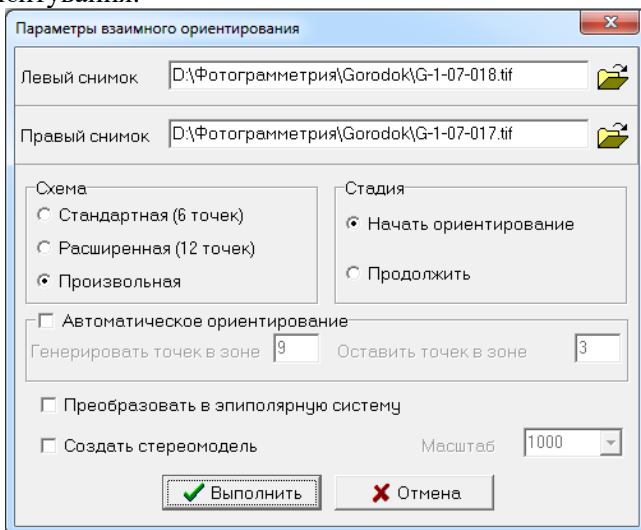 Параметры взаимного ориентирования
Левый снимок D:\Фотограмметрия\Gorodok\G-1-07-018.tif
Правый снимок D:\Фотограмметрия\Gorodok\G-1-07-017.tif
Схема Стадия
Стандартная (6 точек)
Начать ориентирование
Расширенная (12 точек)
Продолжить
Произвольная
Автоматическое ориентирование
Генерировать точек в зоне 9 Оставить точек в зоне 3
Преобразовать в эпиполярную систему
Создать стереомодель Масштаб 1000
Выполнить Отмена